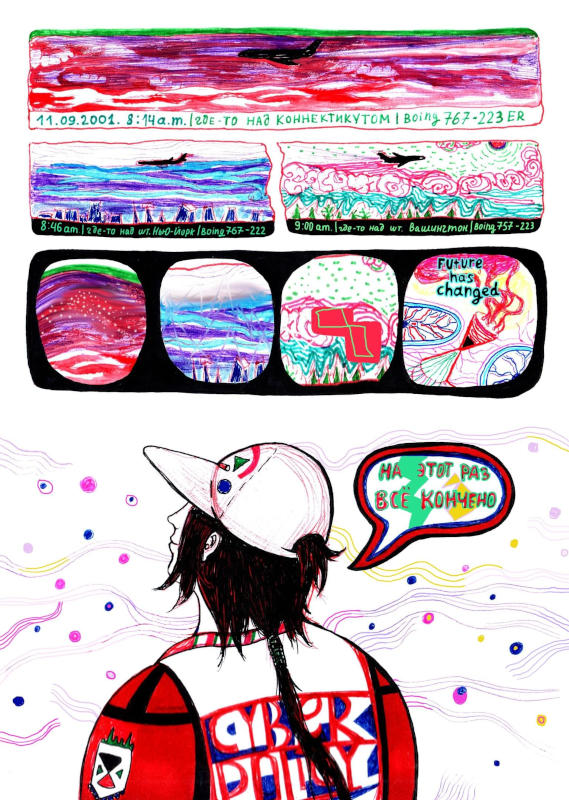 11.09.2001. 8:14 a.m. | где-то над Коннектикутом | Boing 767-223 ER
8:46 am | где-то над шт. Нью-Йорк | Boing 767-222
9:00 am. | где-то над шт. Вашингтон | Boing 757-223
Future
has
changed
НА ЭТОТ РАЗ
ВСЁ КОНЧЕНО
CYBER